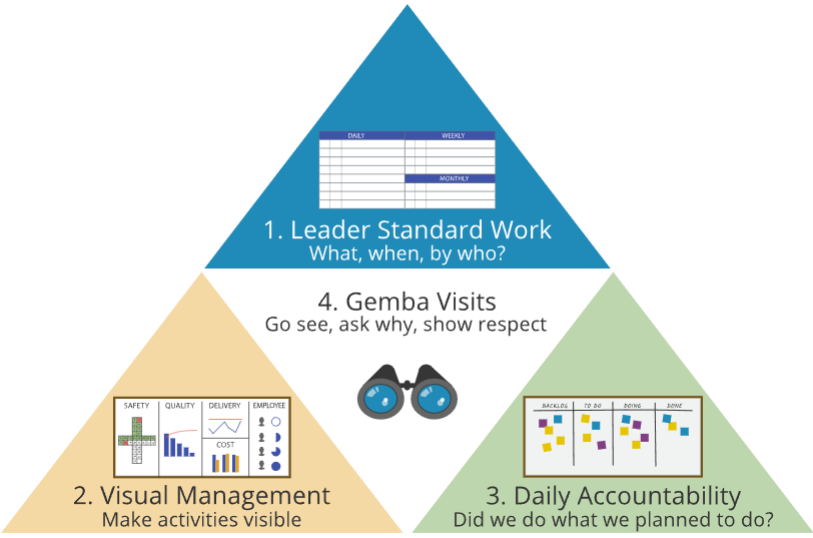 DAILY
WEEKLY
MONTHLY
1. Leader Standard Work
What, when, by who?
4. Gemba Visits
Go see, ask why, show respect
SAFETY
QUALITY
DELIVERY
EMPLOYEE
COST
2. Visual Management
Make activities visible
BACKLOG
TO DO
DOING
DONE
3. Daily Accountability
Did we do what we planned to do?